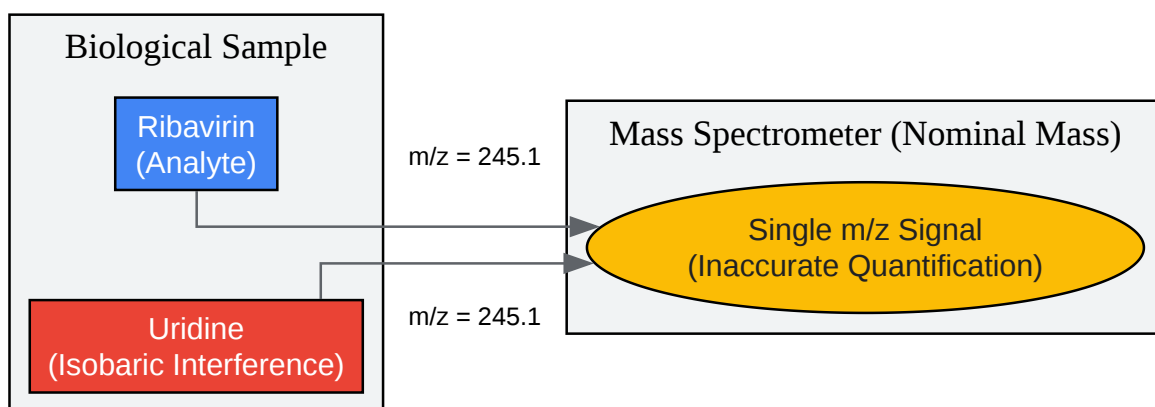 Biological Sample
Ribavirin
(Analyte)
m/z = 245.1
Mass Spectrometer (Nominal Mass)
Single m/z Signal
(Inaccurate Quantification)
m/z = 245.1
Uridine
(Isobaric Interference)